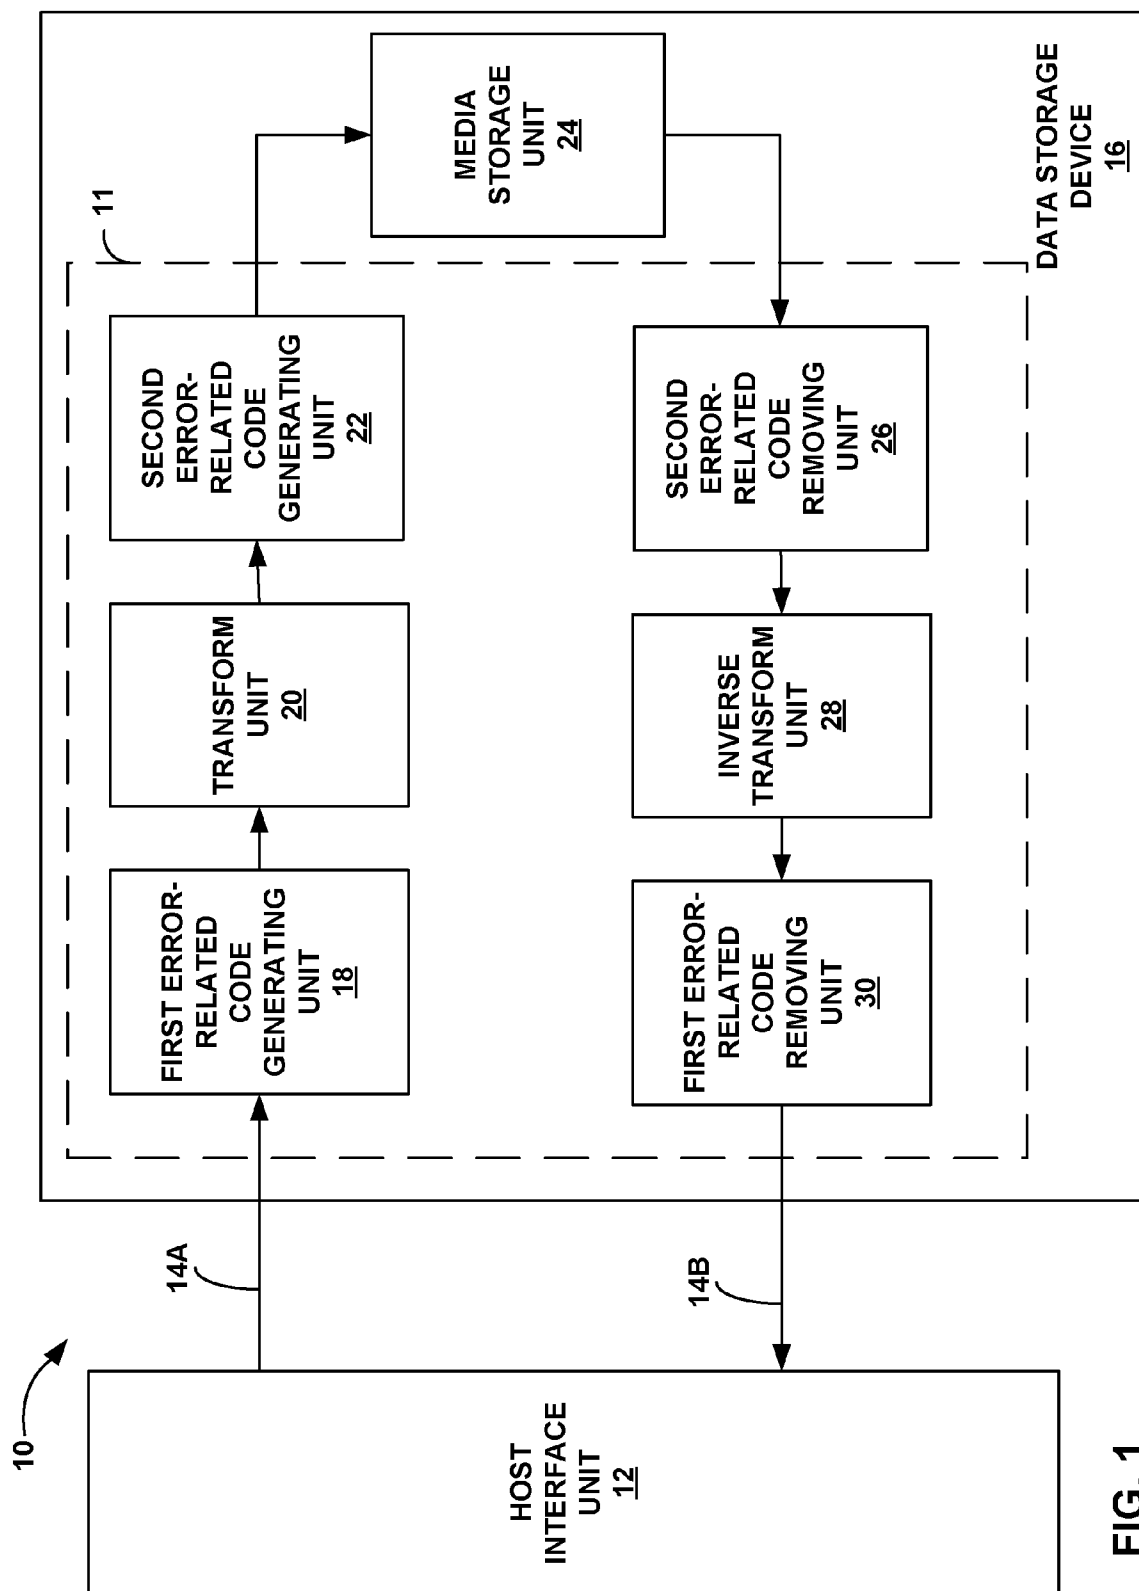 10
HOST
INTERFACE
UNIT
12
14A
14B
11
FIRST ERROR-
RELATED
CODE
GENERATING
UNIT
18
TRANSFORM
UNIT
20
SECOND
ERROR-
RELATED
CODE
GENERATING
UNIT
22
MEDIA
STORAGE
UNIT
24
SECOND
ERROR-
RELATED
CODE
REMOVING
UNIT
26
INVERSE
TRANSFORM
UNIT
28
FIRST ERROR-
RELATED
CODE
REMOVING
UNIT
30
DATA STORAGE
DEVICE
16
FIG. 1